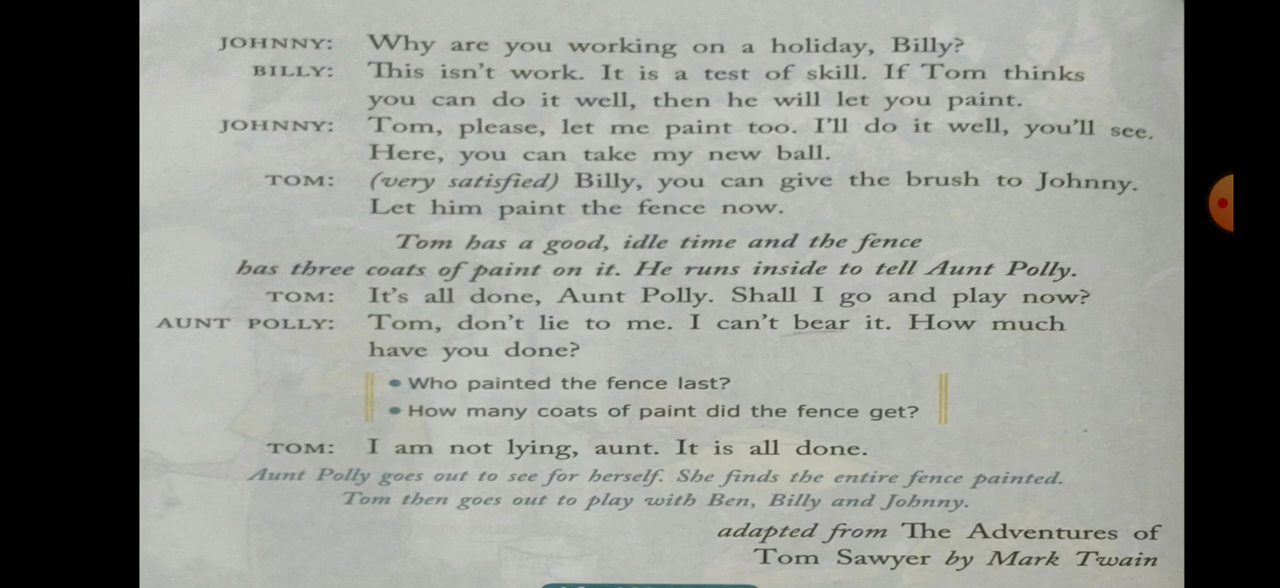 JOHNNY: Why are you working on a holiday, Billy?
BILLY: This isn't work. It is a test of skill. If Tom thinks
you can do it well, then he will let you paint.
JOHNNY: Tom, please, let me paint too. I'll do it well, you'll see.
Here, you can take my new ball.
TOM: (very satisfied) Billy, you can give the brush to Johnny.
Let him paint the fence now.
Tom has a good, idle time and the fence
has three coats of paint on it. He runs inside to tell Aunt Polly.
TOM: It's all done, Aunt Polly. Shall I go and play now?
AUNT POLLY: Tom, don't lie to me. I can't bear it. How much
have you done?
• Who painted the fence last?
• How many coats of paint did the fence get?
TOM: I am not lying, aunt. It is all done.
Aunt Polly goes out to see for herself. She finds the entire fence painted.
Tom then goes out to play with Ben, Billy and Johnny.
adapted from The Adventures of
Tom Sawyer by Mark Twain